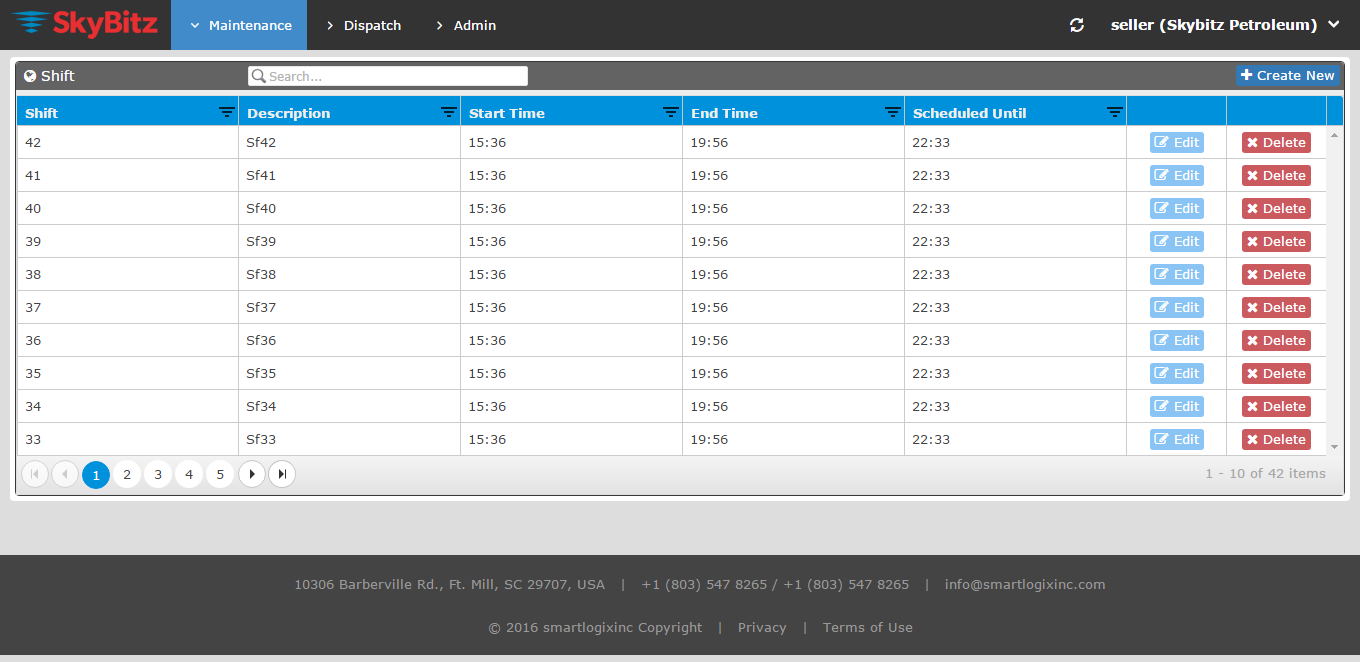 SkyBitz Maintenance Dispatch Admin seller (Skybitz Petroleum)
Shift Search... Create New
Shift Description Start Time End Time Scheduled Until
42 Sf42 15:36 19:56 22:33 Edit Delete
41 Sf41 15:36 19:56 22:33 Edit Delete
40 Sf40 15:36 19:56 22:33 Edit Delete
39 Sf39 15:36 19:56 22:33 Edit Delete
38 Sf38 15:36 19:56 22:33 Edit Delete
37 Sf37 15:36 19:56 22:33 Edit Delete
36 Sf36 15:36 19:56 22:33 Edit Delete
35 Sf35 15:36 19:56 22:33 Edit Delete
34 Sf34 15:36 19:56 22:33 Edit Delete
33 Sf33 15:36 19:56 22:33 Edit Delete
1 2 3 4 5 1 - 10 of 42 items
10306 Barberville Rd., Ft. Mill, SC 29707, USA | +1 (803) 547 8265 / +1 (803) 547 8265 | info@smartlogixinc.com
© 2016 smartlogixinc Copyright | Privacy | Terms of Use